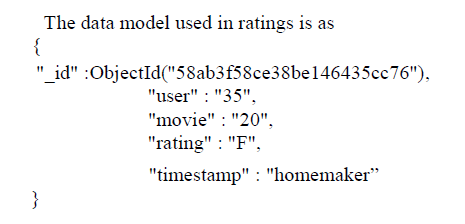 The data model used in ratings is as
{
"_id" :ObjectId("58ab3f58ce38be146435cc76"),
"user" : "35",
"movie" : "20",
"rating" : "F",
"timestamp" : "homemaker”
}